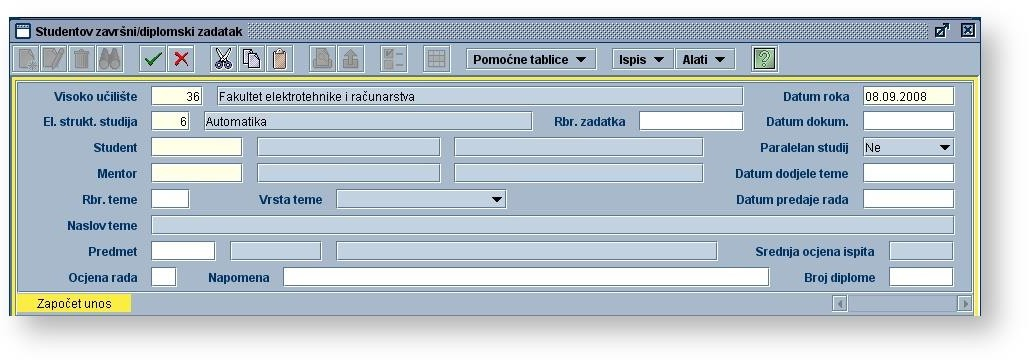 Studentov završni/diplomski zadatak
Pomoćne tablice Ispis Alati ?
Visoko učilište 36 Fakultet elektrotehnike i računarstva Datum roka 08.09.2008
El. strukt. studija 6 Automatika Rbr. zadatka Datum dokum.
Student Paralelan studij Ne
Mentor Datum dodjele teme
Rbr. teme Vrsta teme Datum predaje rada
Naslov teme
Predmet Srednja ocjena ispita
Ocjena rada Napomena Broj diplome
Započet unos